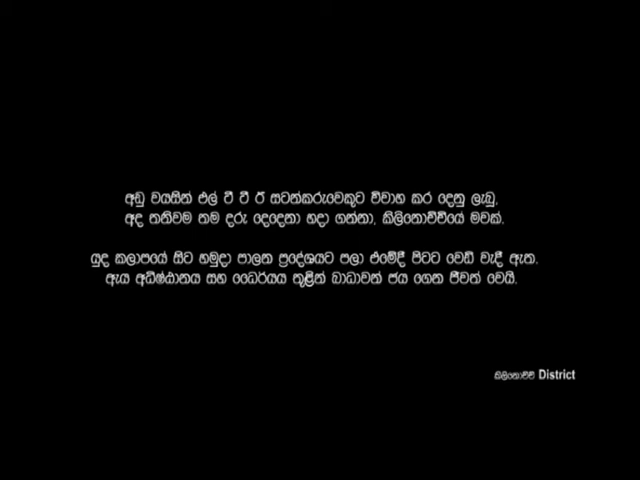 අඩු වයසින් එල් ටී ටී ඊ සටන්කරුවෙකුට විවාහ කර දෙනු ලැබූ,
අද තනිවම තම දරු දෙදෙනා හදා ගන්නා, කිලිනොච්චියේ මවක්.
යුද කලාපයේ සිට හමුදා පාලන ප්‍රදේශයට පලා එමේදී පිටට වෙඩි වැදී ඇත.
ඇය අධිෂ්ඨානය සහ ධෛර්යය තුළින් බාධාවන් ජය ගෙන ජීවත් වෙයි.
කිලිනොච්චි District